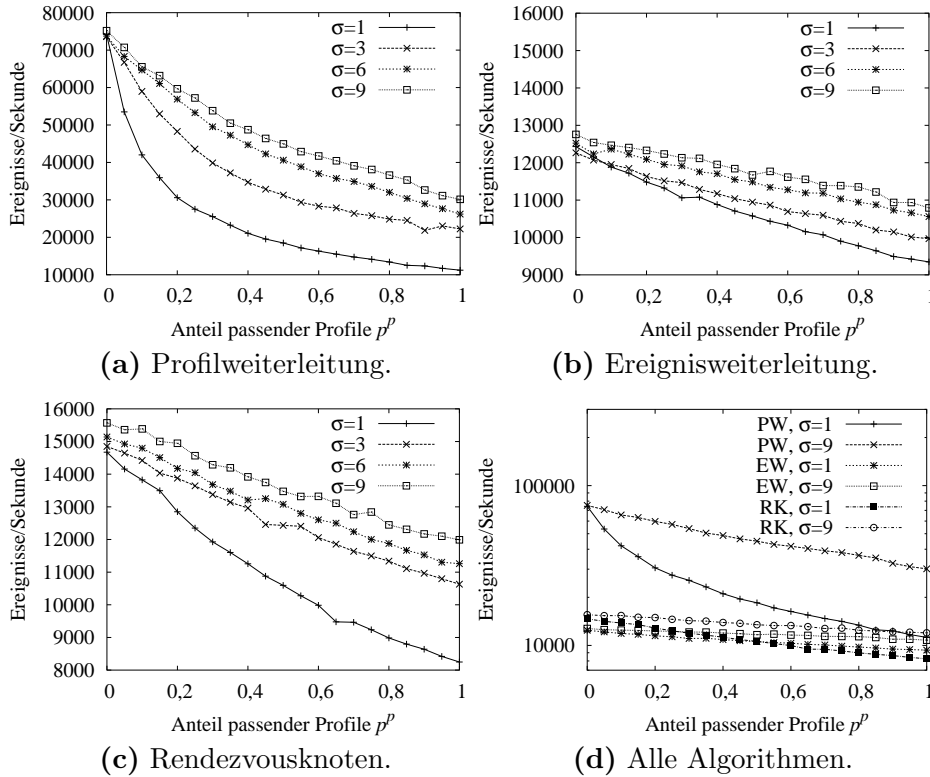 80000
70000
60000
50000
40000
30000
20000
10000
Ereignisse/Sekunde
σ=1
σ=3
σ=6
σ=9
0 0,2 0,4 0,6 0,8 1
Anteil passender Profile p^p
(a) Profilweiterleitung.
16000
15000
14000
13000
12000
11000
10000
9000
Ereignisse/Sekunde
σ=1
σ=3
σ=6
σ=9
0 0,2 0,4 0,6 0,8 1
Anteil passender Profile p^p
(b) Ereignisweiterleitung.
16000
15000
14000
13000
12000
11000
10000
9000
8000
Ereignisse/Sekunde
σ=1
σ=3
σ=6
σ=9
0 0,2 0,4 0,6 0,8 1
Anteil passender Profile p^p
(c) Rendezvousknoten.
100000
10000
Ereignisse/Sekunde
PW, σ=1
PW, σ=9
EW, σ=1
EW, σ=9
RK, σ=1
RK, σ=9
0 0,2 0,4 0,6 0,8 1
Anteil passender Profile p^p
(d) Alle Algorithmen.